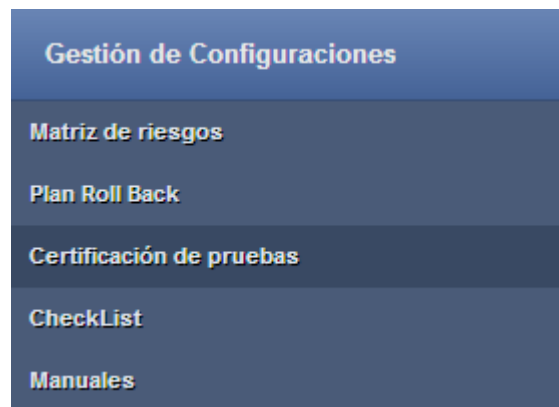 Gestión de Configuraciones
Matriz de riesgos
Plan Roll Back
Certificación de pruebas
CheckList
Manuales